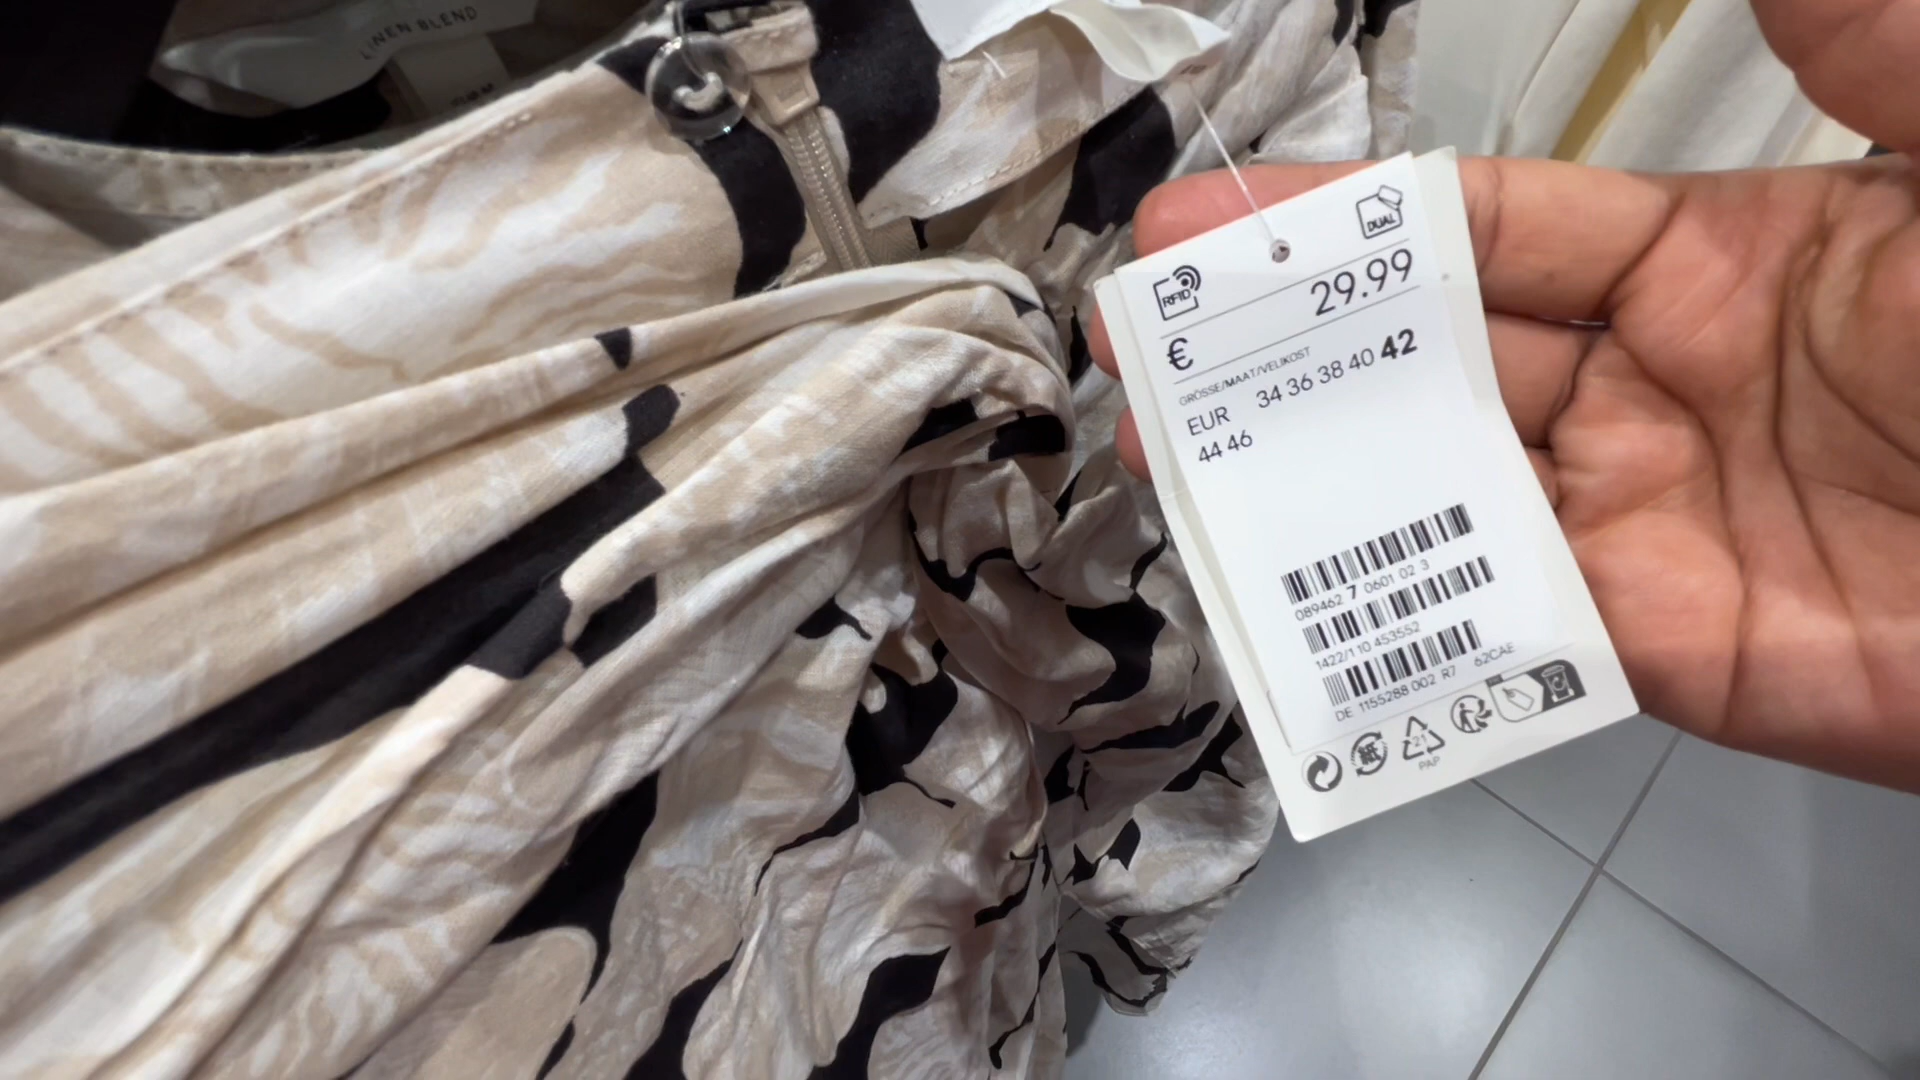 LINEN BLEND
DUAL
RFID
29.99
€
GRÖSSE/MAAT/VELIKOST
EUR 34 36 38 40 42
44 46
089462 7 0601 02 3
1422/1 10 453552
DE 1155288 002 R7 62CAE
紙
21
PAP